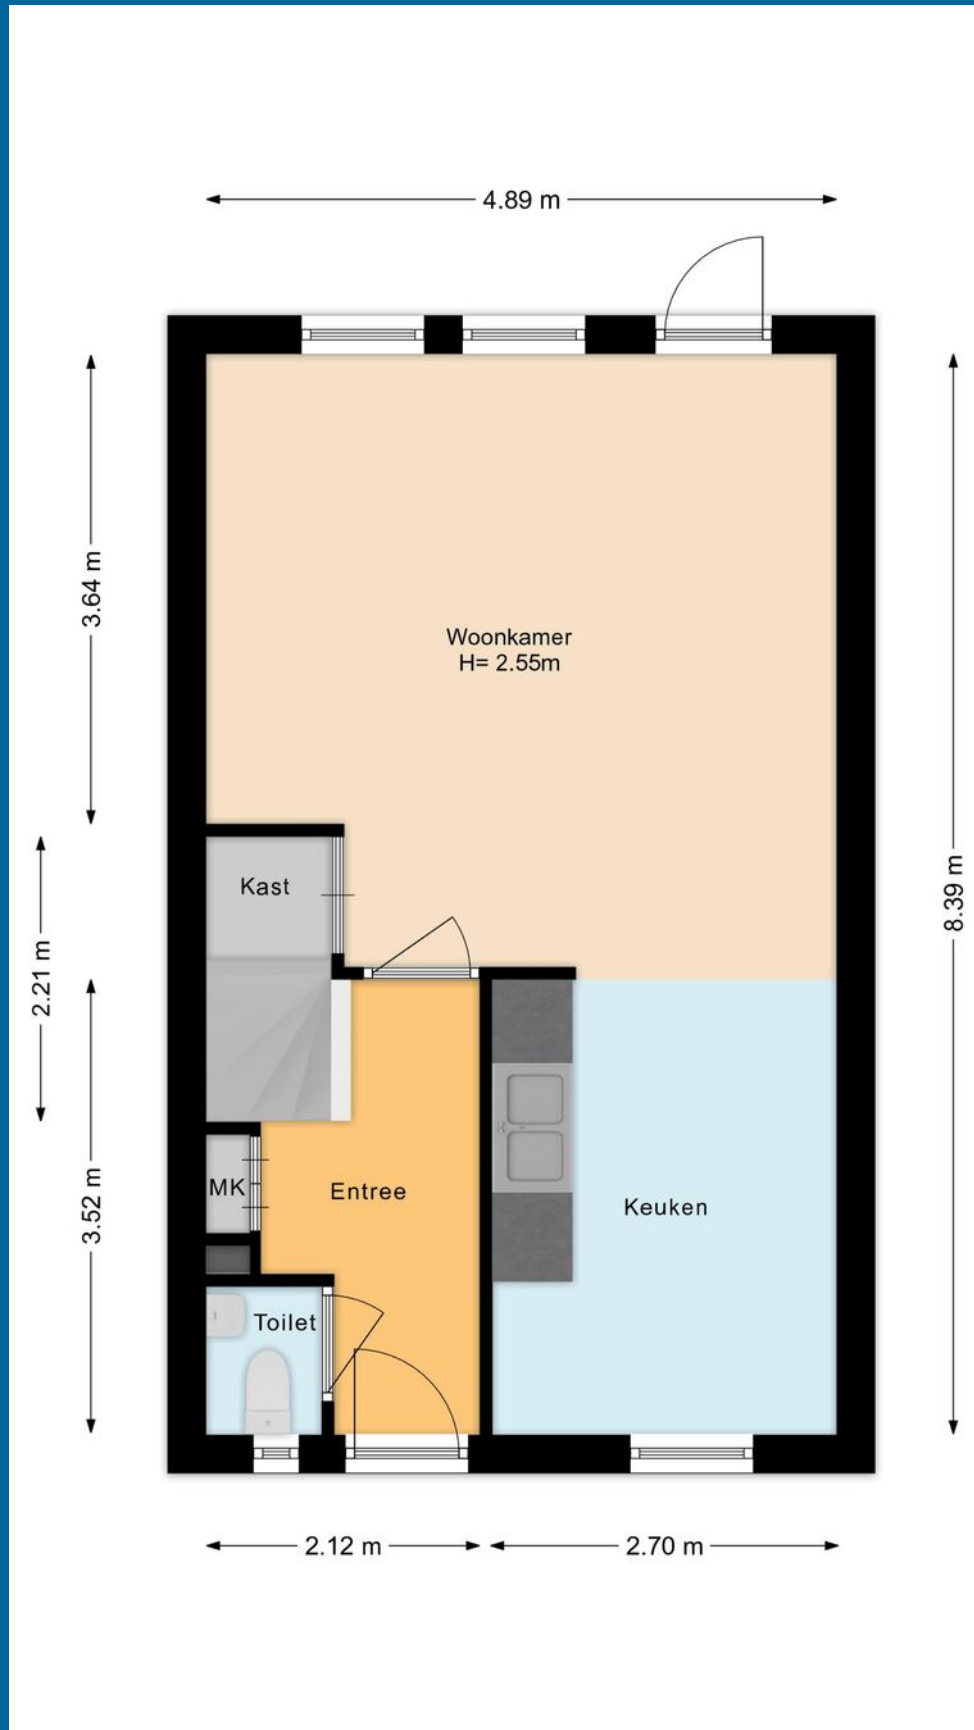 4.89 m
3.64 m
Woonkamer
H= 2.55m
8.39 m
Kast
2.21 m
3.52 m
MK
Entree
Keuken
Toilet
2.12 m
2.70 m